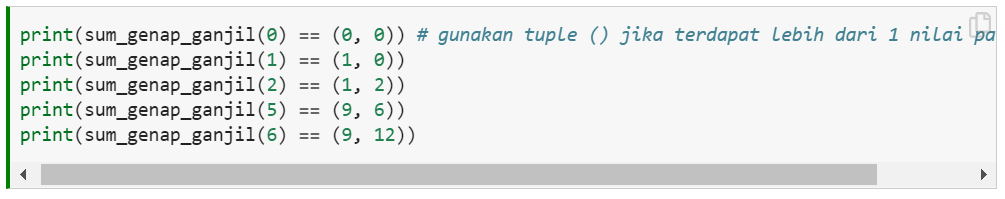 print(sum_genap_ganjil(0) == (0, 0)) # gunakan tuple () jika terdapat lebih dari 1 nilai
print(sum_genap_ganjil(1) == (1, 0))
print(sum_genap_ganjil(2) == (1, 2))
print(sum_genap_ganjil(5) == (9, 6))
print(sum_genap_ganjil(6) == (9, 12))